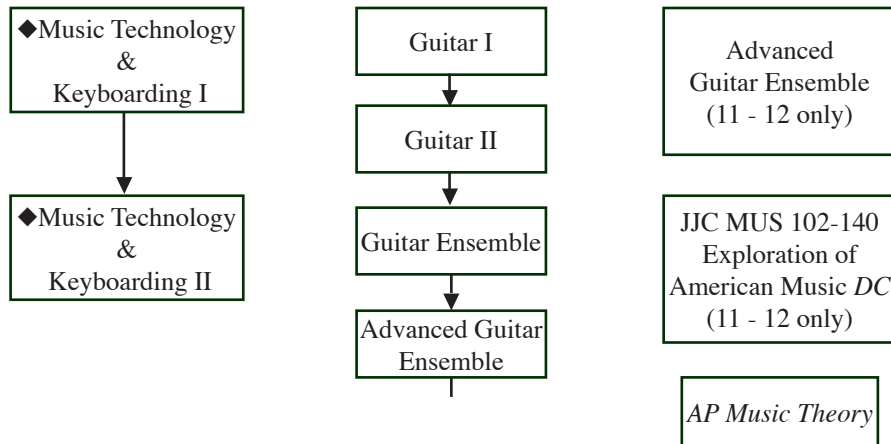 ◆Music Technology
&
Keyboarding I
◆Music Technology
&
Keyboarding II
Guitar I
Guitar II
Guitar Ensemble
Advanced Guitar
Ensemble
Advanced
Guitar Ensemble
(11 - 12 only)
JJC MUS 102-140
Exploration of
American Music DC
(11 - 12 only)
AP Music Theory